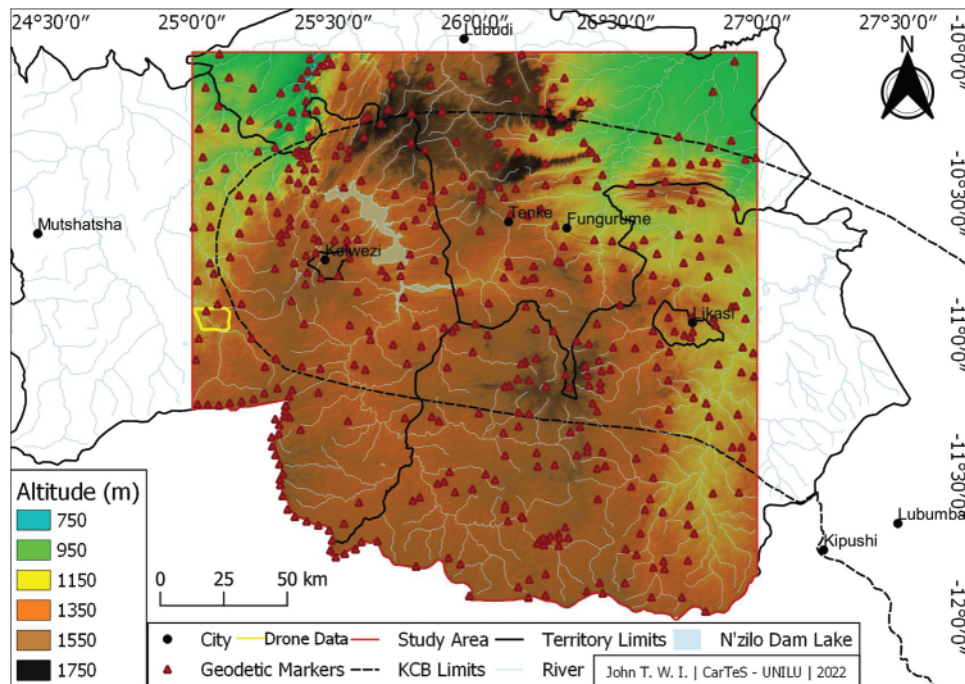 24°30′0″ 25°0′0″ 25°30′0″ 26°0′0″ 26°30′0″ 27°0′0″ 27°30′0″
Lubudi
N
-10°0′0″
-10°30′0″
Mutshatsha
Tenke
Fungurume
Kolwezi
Likasi
-11°0′0″
-11°30′0″
Lubumba
Kipushi
-12°0′0″
Altitude (m)
750
950
1150
1350
1550
1750
0 25 50 km
City Drone Data Study Area Territory Limits N'zilo Dam Lake
Geodetic Markers KCB Limits River John T. W. I. | CarTeS - UNILU | 2022